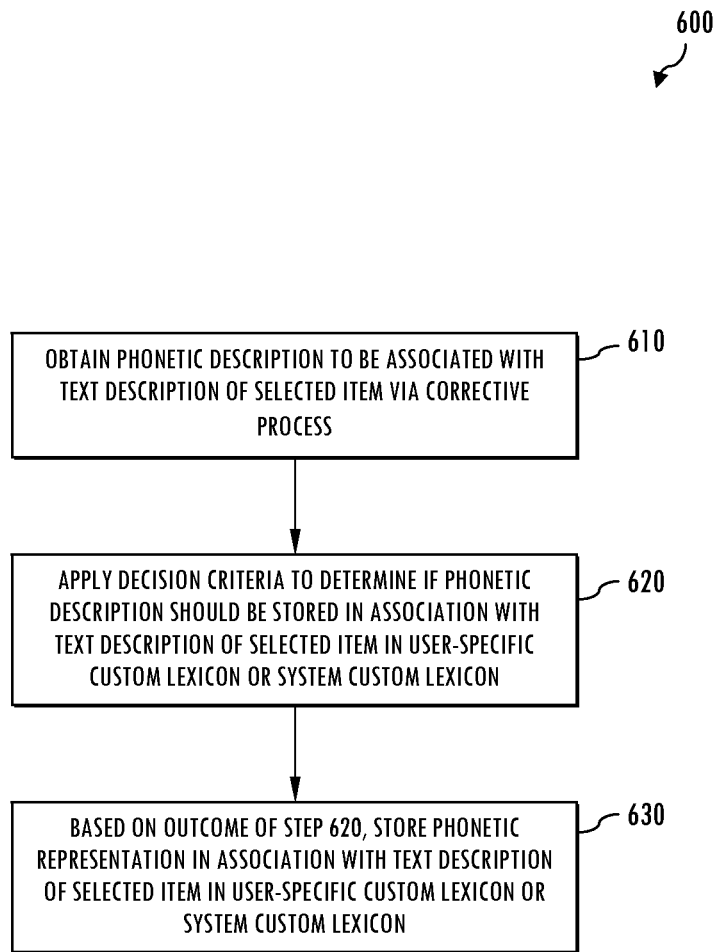 600
OBTAIN PHONETIC DESCRIPTION TO BE ASSOCIATED WITH
TEXT DESCRIPTION OF SELECTED ITEM VIA CORRECTIVE
PROCESS
610
APPLY DECISION CRITERIA TO DETERMINE IF PHONETIC
DESCRIPTION SHOULD BE STORED IN ASSOCIATION WITH
TEXT DESCRIPTION OF SELECTED ITEM IN USER-SPECIFIC
CUSTOM LEXICON OR SYSTEM CUSTOM LEXICON
620
BASED ON OUTCOME OF STEP 620, STORE PHONETIC
REPRESENTATION IN ASSOCIATION WITH TEXT DESCRIPTION
OF SELECTED ITEM IN USER-SPECIFIC CUSTOM LEXICON OR
SYSTEM CUSTOM LEXICON
630